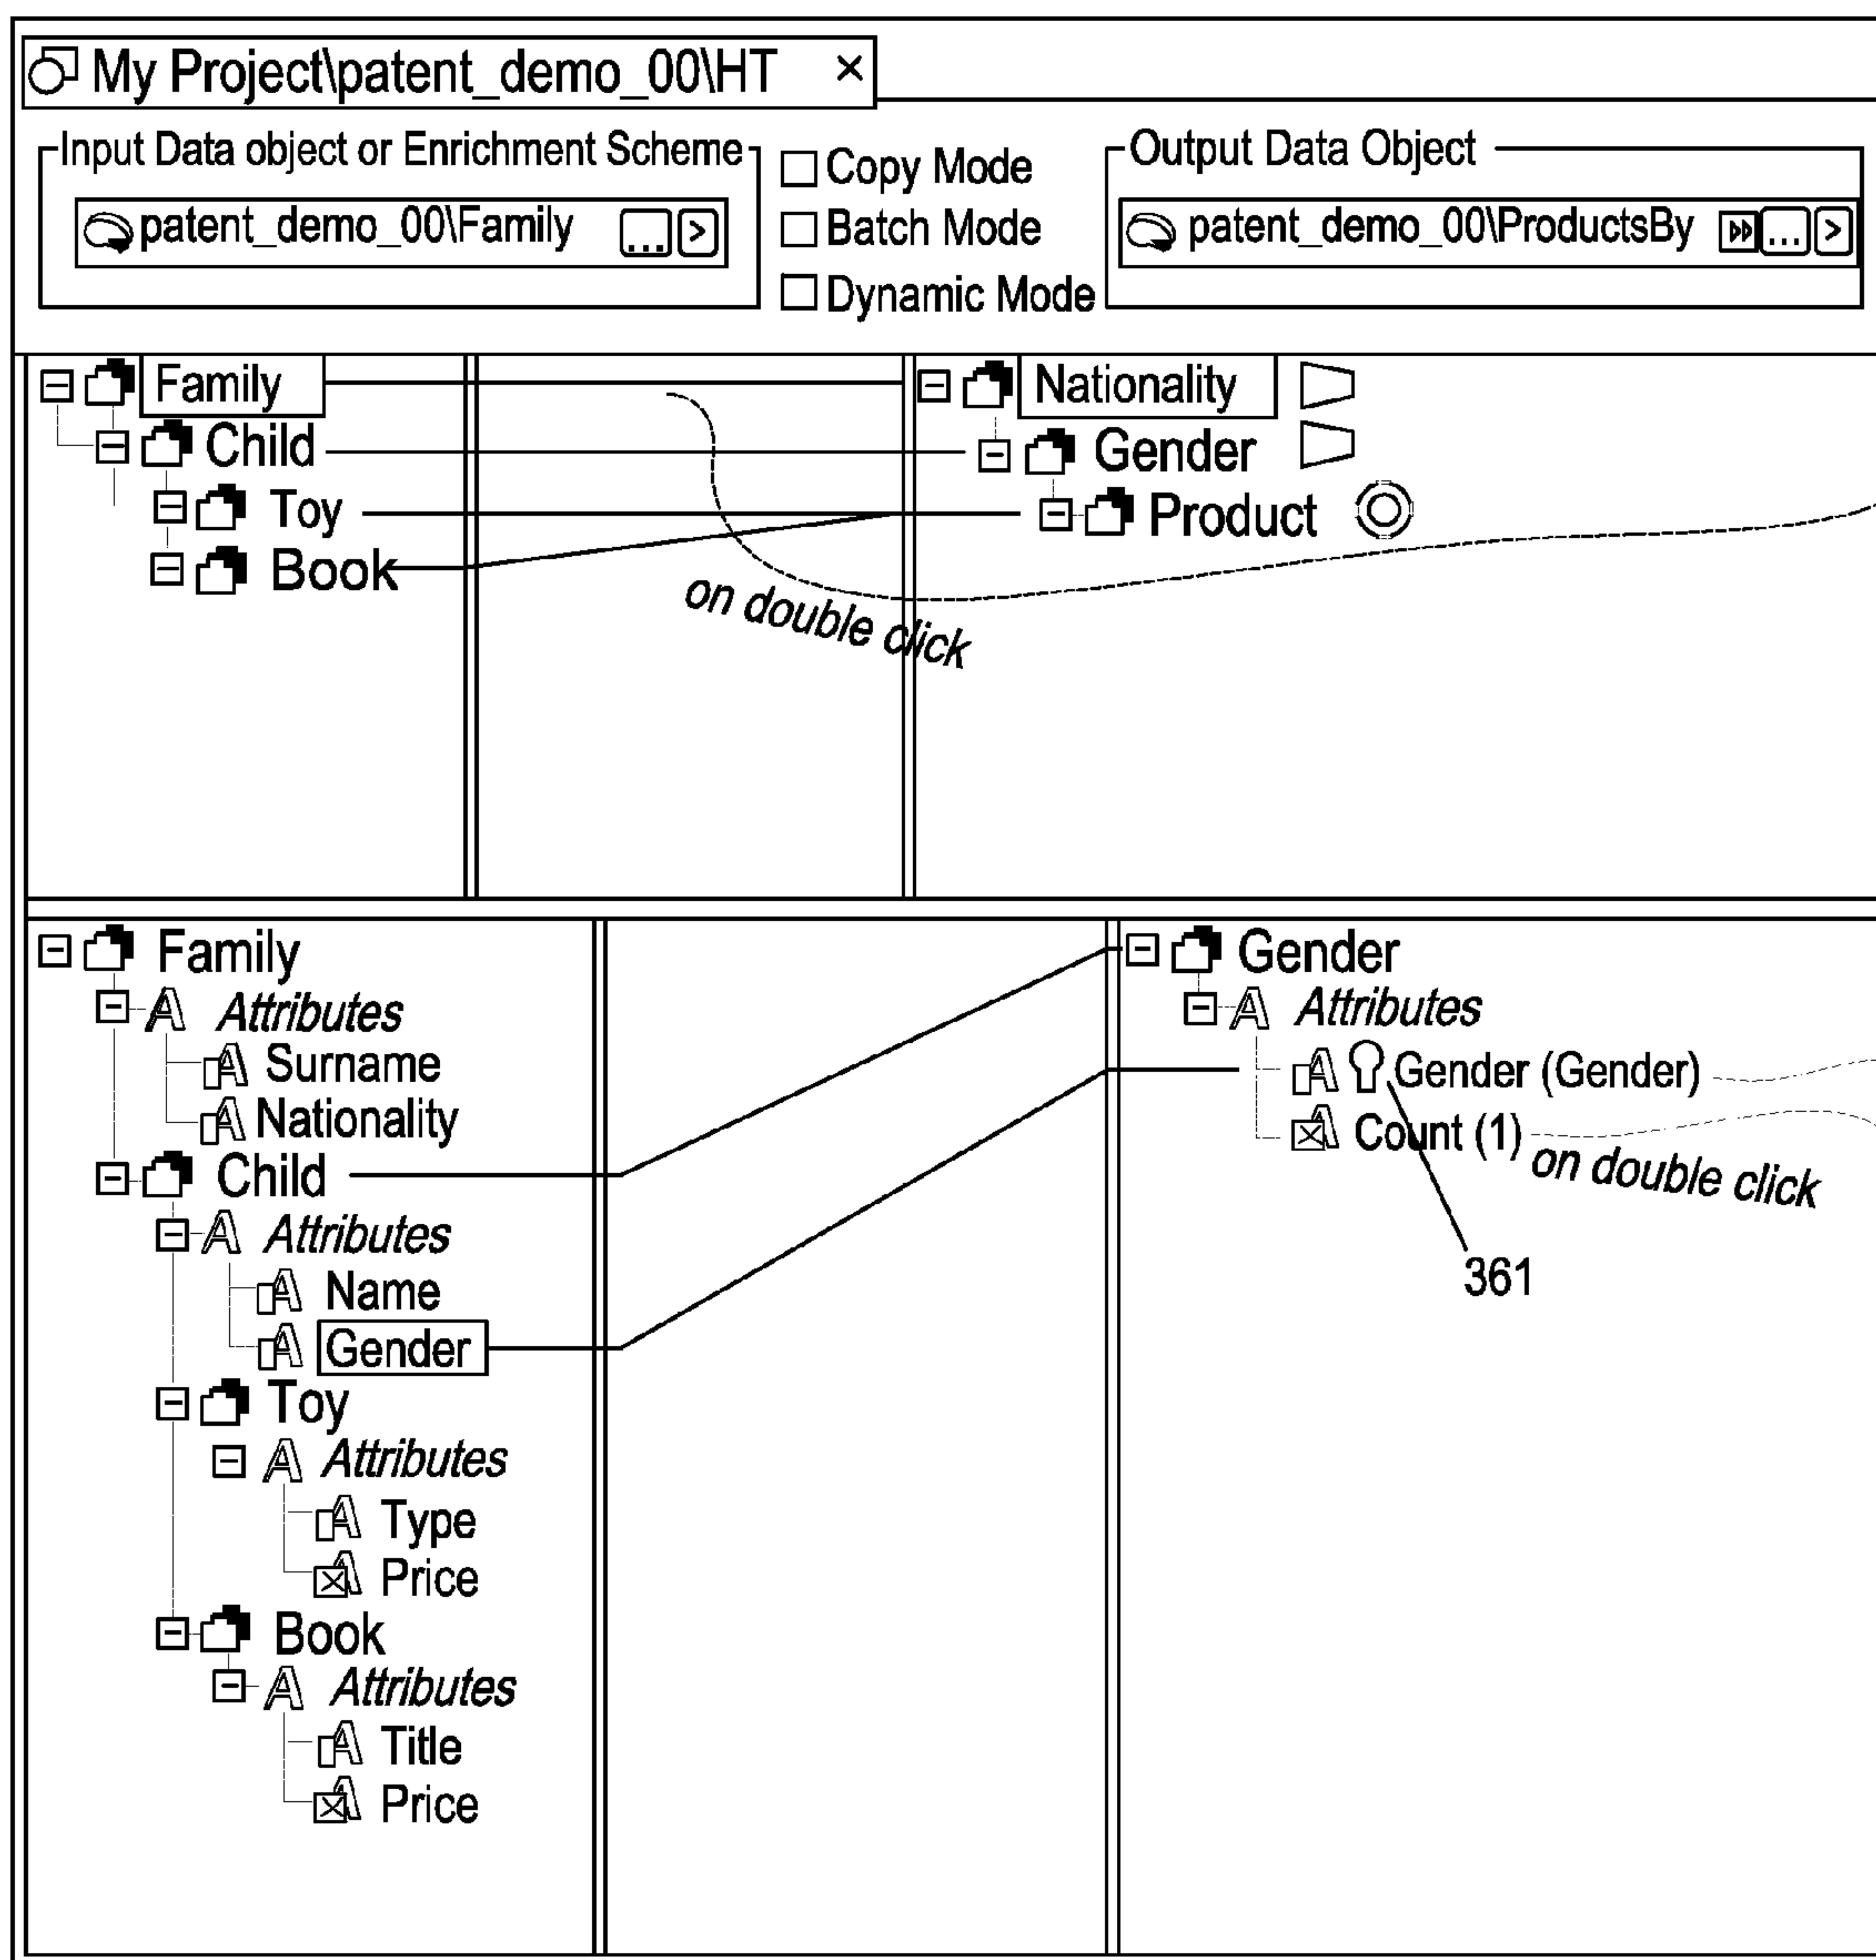 My Project\patent_demo_00\HT ×
Input Data object or Enrichment Scheme
patent_demo_00\Family ... >
Copy Mode
Batch Mode
Dynamic Mode
Output Data Object
patent_demo_00\ProductsBy ... >
Family
Child
Toy
Book
on double click
Nationality
Gender
Product
Family
Attributes
Surname
Nationality
Child
Attributes
Name
Gender
Toy
Attributes
Type
Price
Book
Attributes
Title
Price
Gender
Attributes
Gender (Gender)
Count (1)
on double click
361